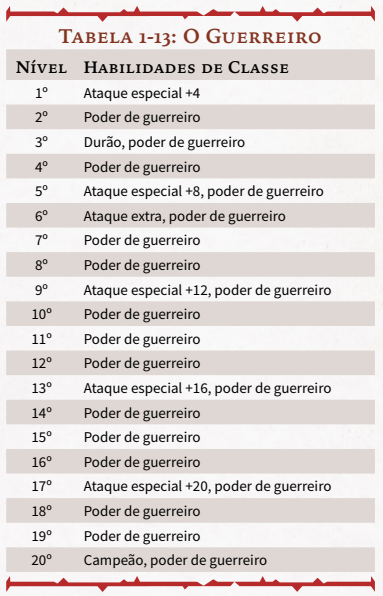 Tabela 1-13: O Guerreiro
Nível Habilidades de Classe
1º Ataque especial +4
2º Poder de guerreiro
3º Durão, poder de guerreiro
4º Poder de guerreiro
5º Ataque especial +8, poder de guerreiro
6º Ataque extra, poder de guerreiro
7º Poder de guerreiro
8º Poder de guerreiro
9º Ataque especial +12, poder de guerreiro
10º Poder de guerreiro
11º Poder de guerreiro
12º Poder de guerreiro
13º Ataque especial +16, poder de guerreiro
14º Poder de guerreiro
15º Poder de guerreiro
16º Poder de guerreiro
17º Ataque especial +20, poder de guerreiro
18º Poder de guerreiro
19º Poder de guerreiro
20º Campeão, poder de guerreiro